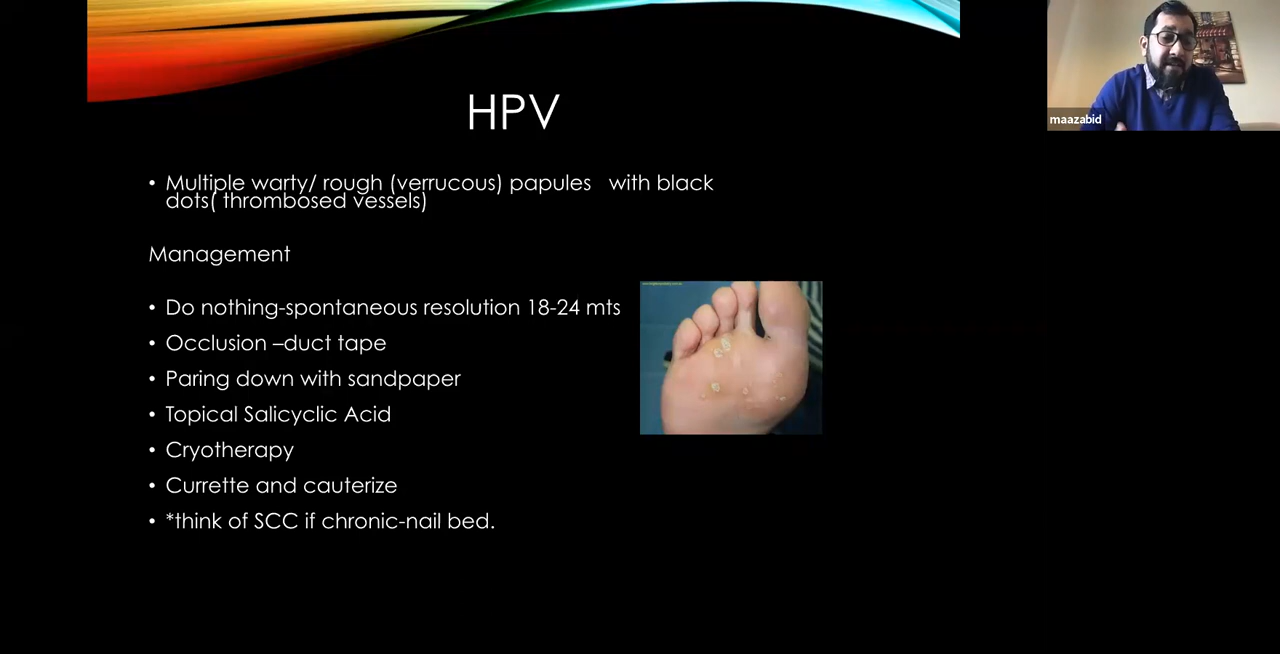 HPV
maazabid
• Multiple warty/ rough (verrucous) papules with black
dots( thrombosed vessels)
Management
• Do nothing-spontaneous resolution 18-24 mts
• Occlusion –duct tape
• Paring down with sandpaper
• Topical Salicyclic Acid
• Cryotherapy
• Currette and cauterize
• *think of SCC if chronic-nail bed.